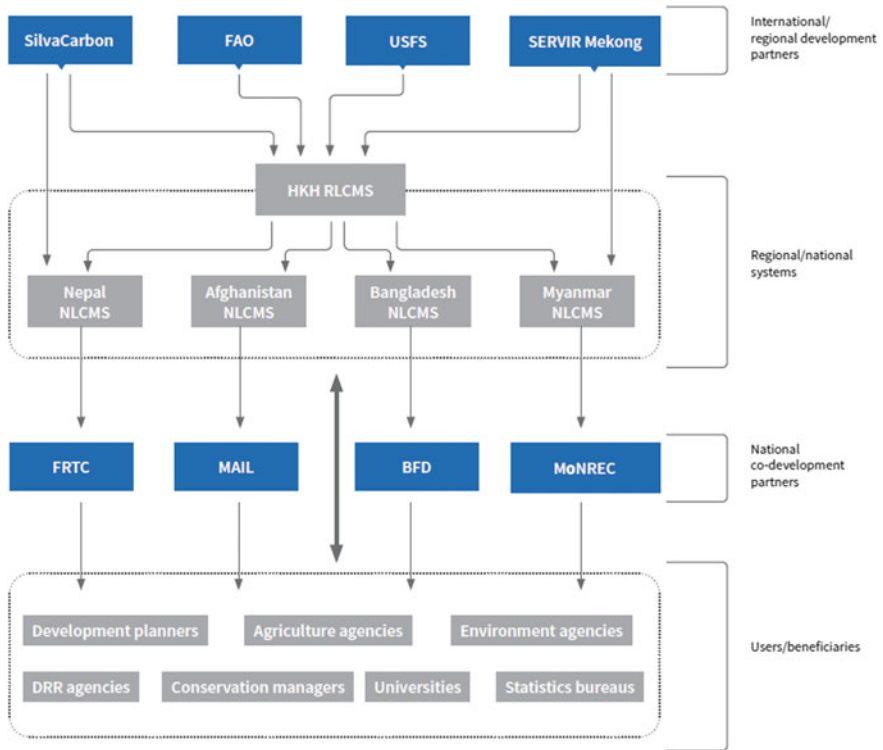 SilvaCarbon
FAO
USFS
SERVIR Mekong
International/
regional development
partners
HKH RLCMS
Regional/national
systems
Nepal
NLCMS
Afghanistan
NLCMS
Bangladesh
NLCMS
Myanmar
NLCMS
FRTC
MAIL
BFD
MoNREC
National
co-development
partners
Development planners
Agriculture agencies
Environment agencies
Users/beneficiaries
DRR agencies
Conservation managers
Universities
Statistics bureaus